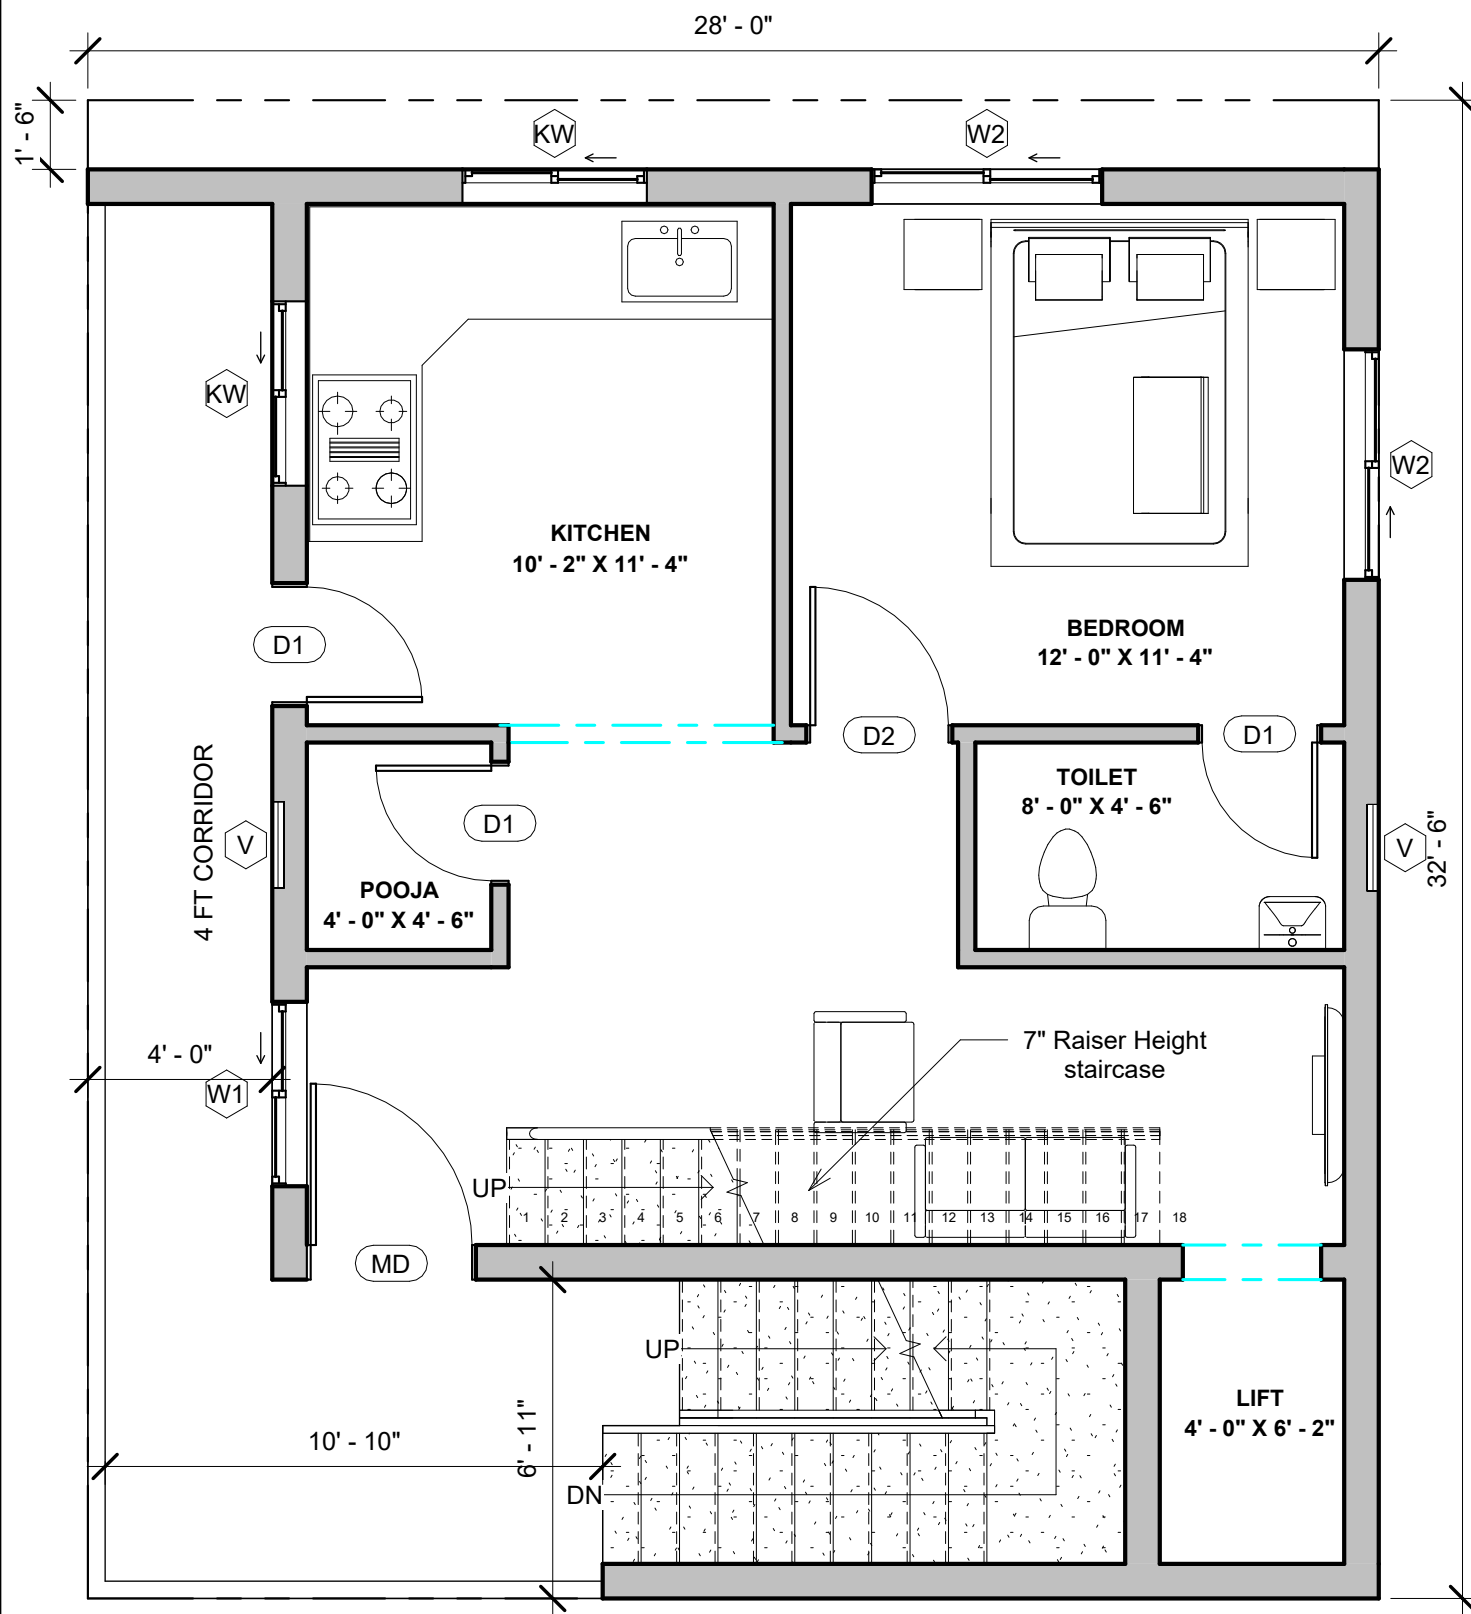 28' - 0"
1' - 6"
KW
W2
KW
W2
KITCHEN
10' - 2" X 11' - 4"
BEDROOM
12' - 0" X 11' - 4"
D1
D2
D1
TOILET
8' - 0" X 4' - 6"
4 FT CORRIDOR
V
D1
V
32' - 6"
POOJA
4' - 0" X 4' - 6"
4' - 0"
W1
7" Raiser Height
staircase
UP
1 2 3 4 5 6 7 8 9 10 11 12 13 14 15 16 17 18
MD
UP
LIFT
4' - 0" X 6' - 2"
10' - 10"
6' - 11"
DN